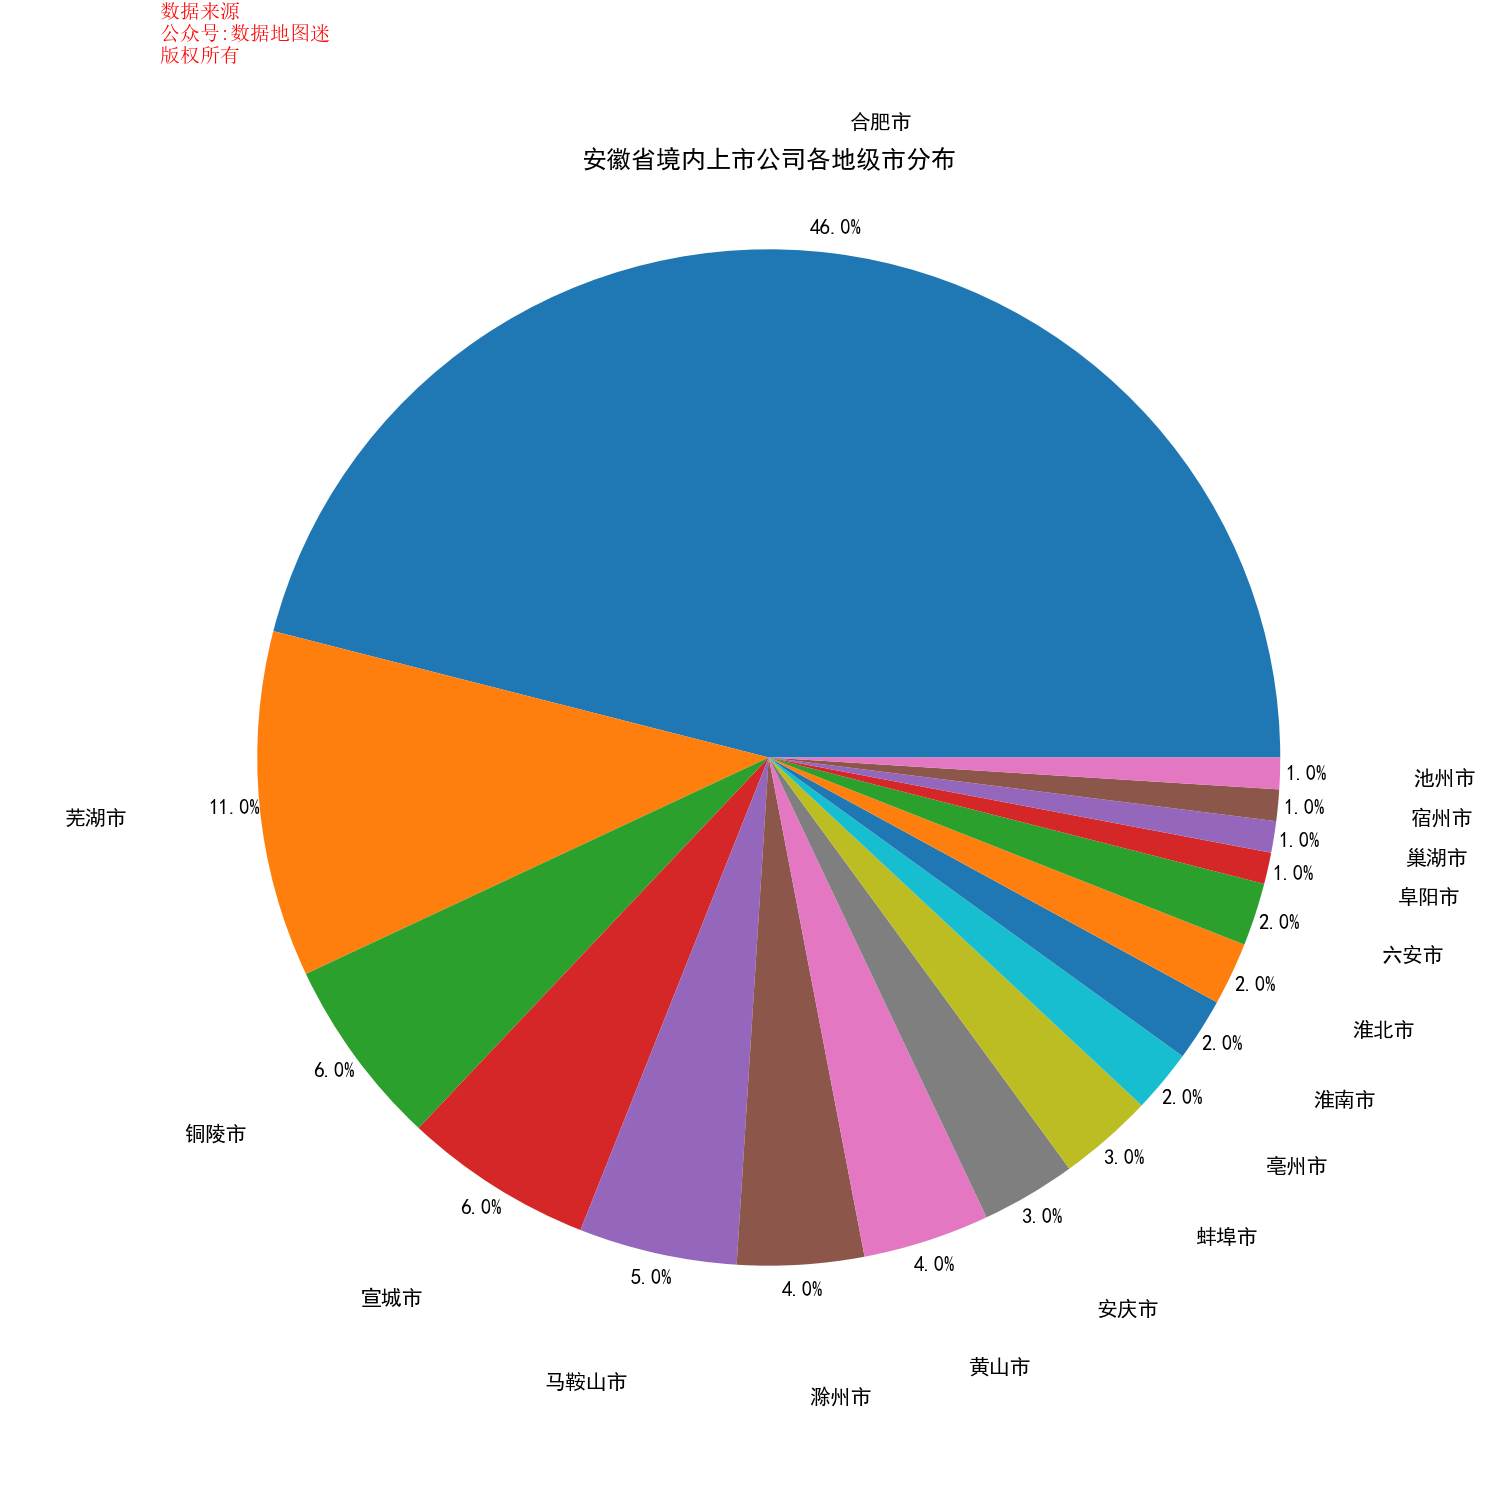 数据来源
公众号:数据地图迷
版权所有
合肥市
安徽省境内上市公司各地级市分布
46.0%
芜湖市
11.0%
铜陵市
6.0%
宣城市
6.0%
马鞍山市
5.0%
滁州市
4.0%
黄山市
4.0%
安庆市
3.0%
蚌埠市
3.0%
亳州市
2.0%
淮南市
2.0%
淮北市
2.0%
六安市
2.0%
阜阳市
1.0%
巢湖市
1.0%
宿州市
1.0%
池州市
1.0%